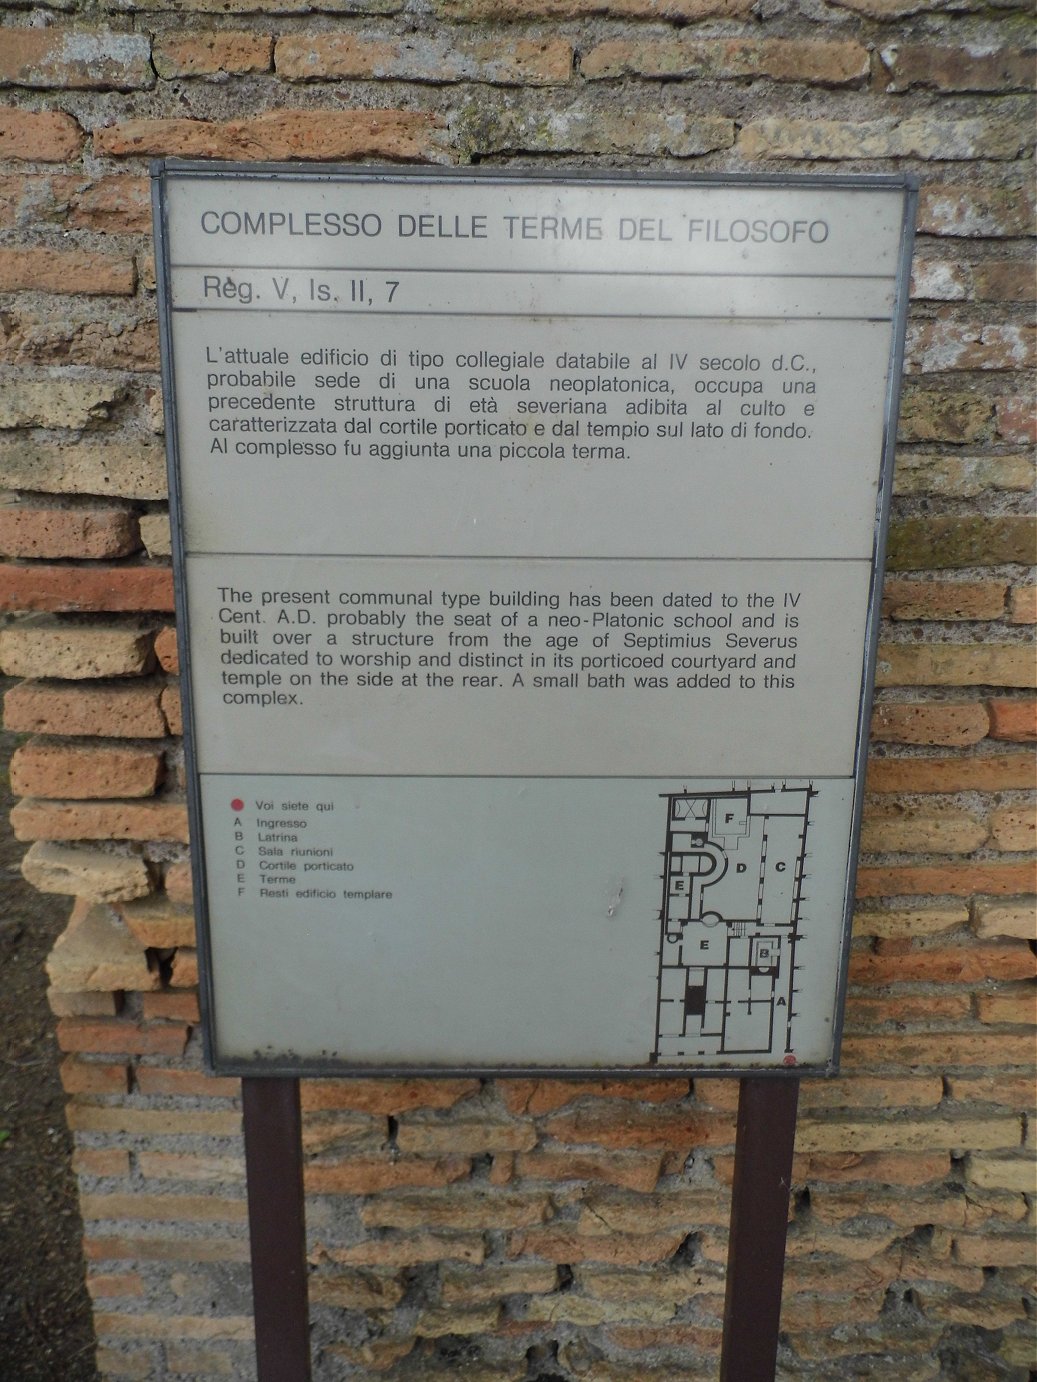 COMPLESSO DELLE TERME DEL FILOSOFO
Reg. V, Is. II, 7
L'attuale edificio di tipo collegiale databile al IV secolo d.C.,
probabile sede di una scuola neoplatonica, occupa una
precedente struttura di età severiana adibita al culto e
caratterizzata dal cortile porticato e dal tempio sul lato di fondo.
Al complesso fu aggiunta una piccola terma.
The present communal type building has been dated to the IV
Cent. A.D. probably the seat of a neo-Platonic school and is
built over a structure from the age of Septimius Severus
dedicated to worship and distinct in its porticoed courtyard and
temple on the side at the rear. A small bath was added to this
complex.
Voi siete qui
A Ingresso
B Latrina
C Sala riunioni
D Cortile porticato
E Terme
F Resti edificio templare
F
D
C
E
E
B
A